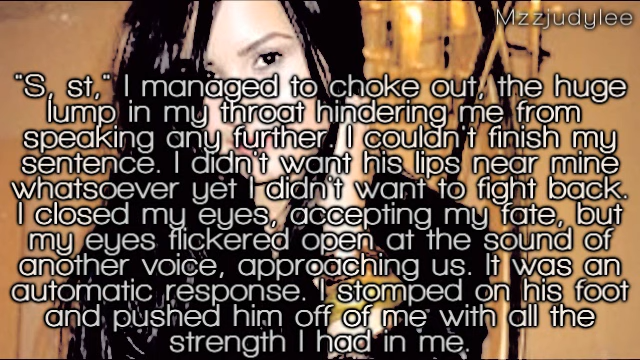 Mzzjudylee
"S, st," I managed to choke out, the huge
lump in my throat hindering me from
speaking any further. I couldn't finish my
sentence. I didn't want his lips near mine
whatsoever yet I didn't want to fight back.
I closed my eyes, accepting my fate, but
my eyes flickered open at the sound of
another voice, approaching us. It was an
automatic response. I stomped on his foot
and pushed him off of me with all the
strength I had in me.